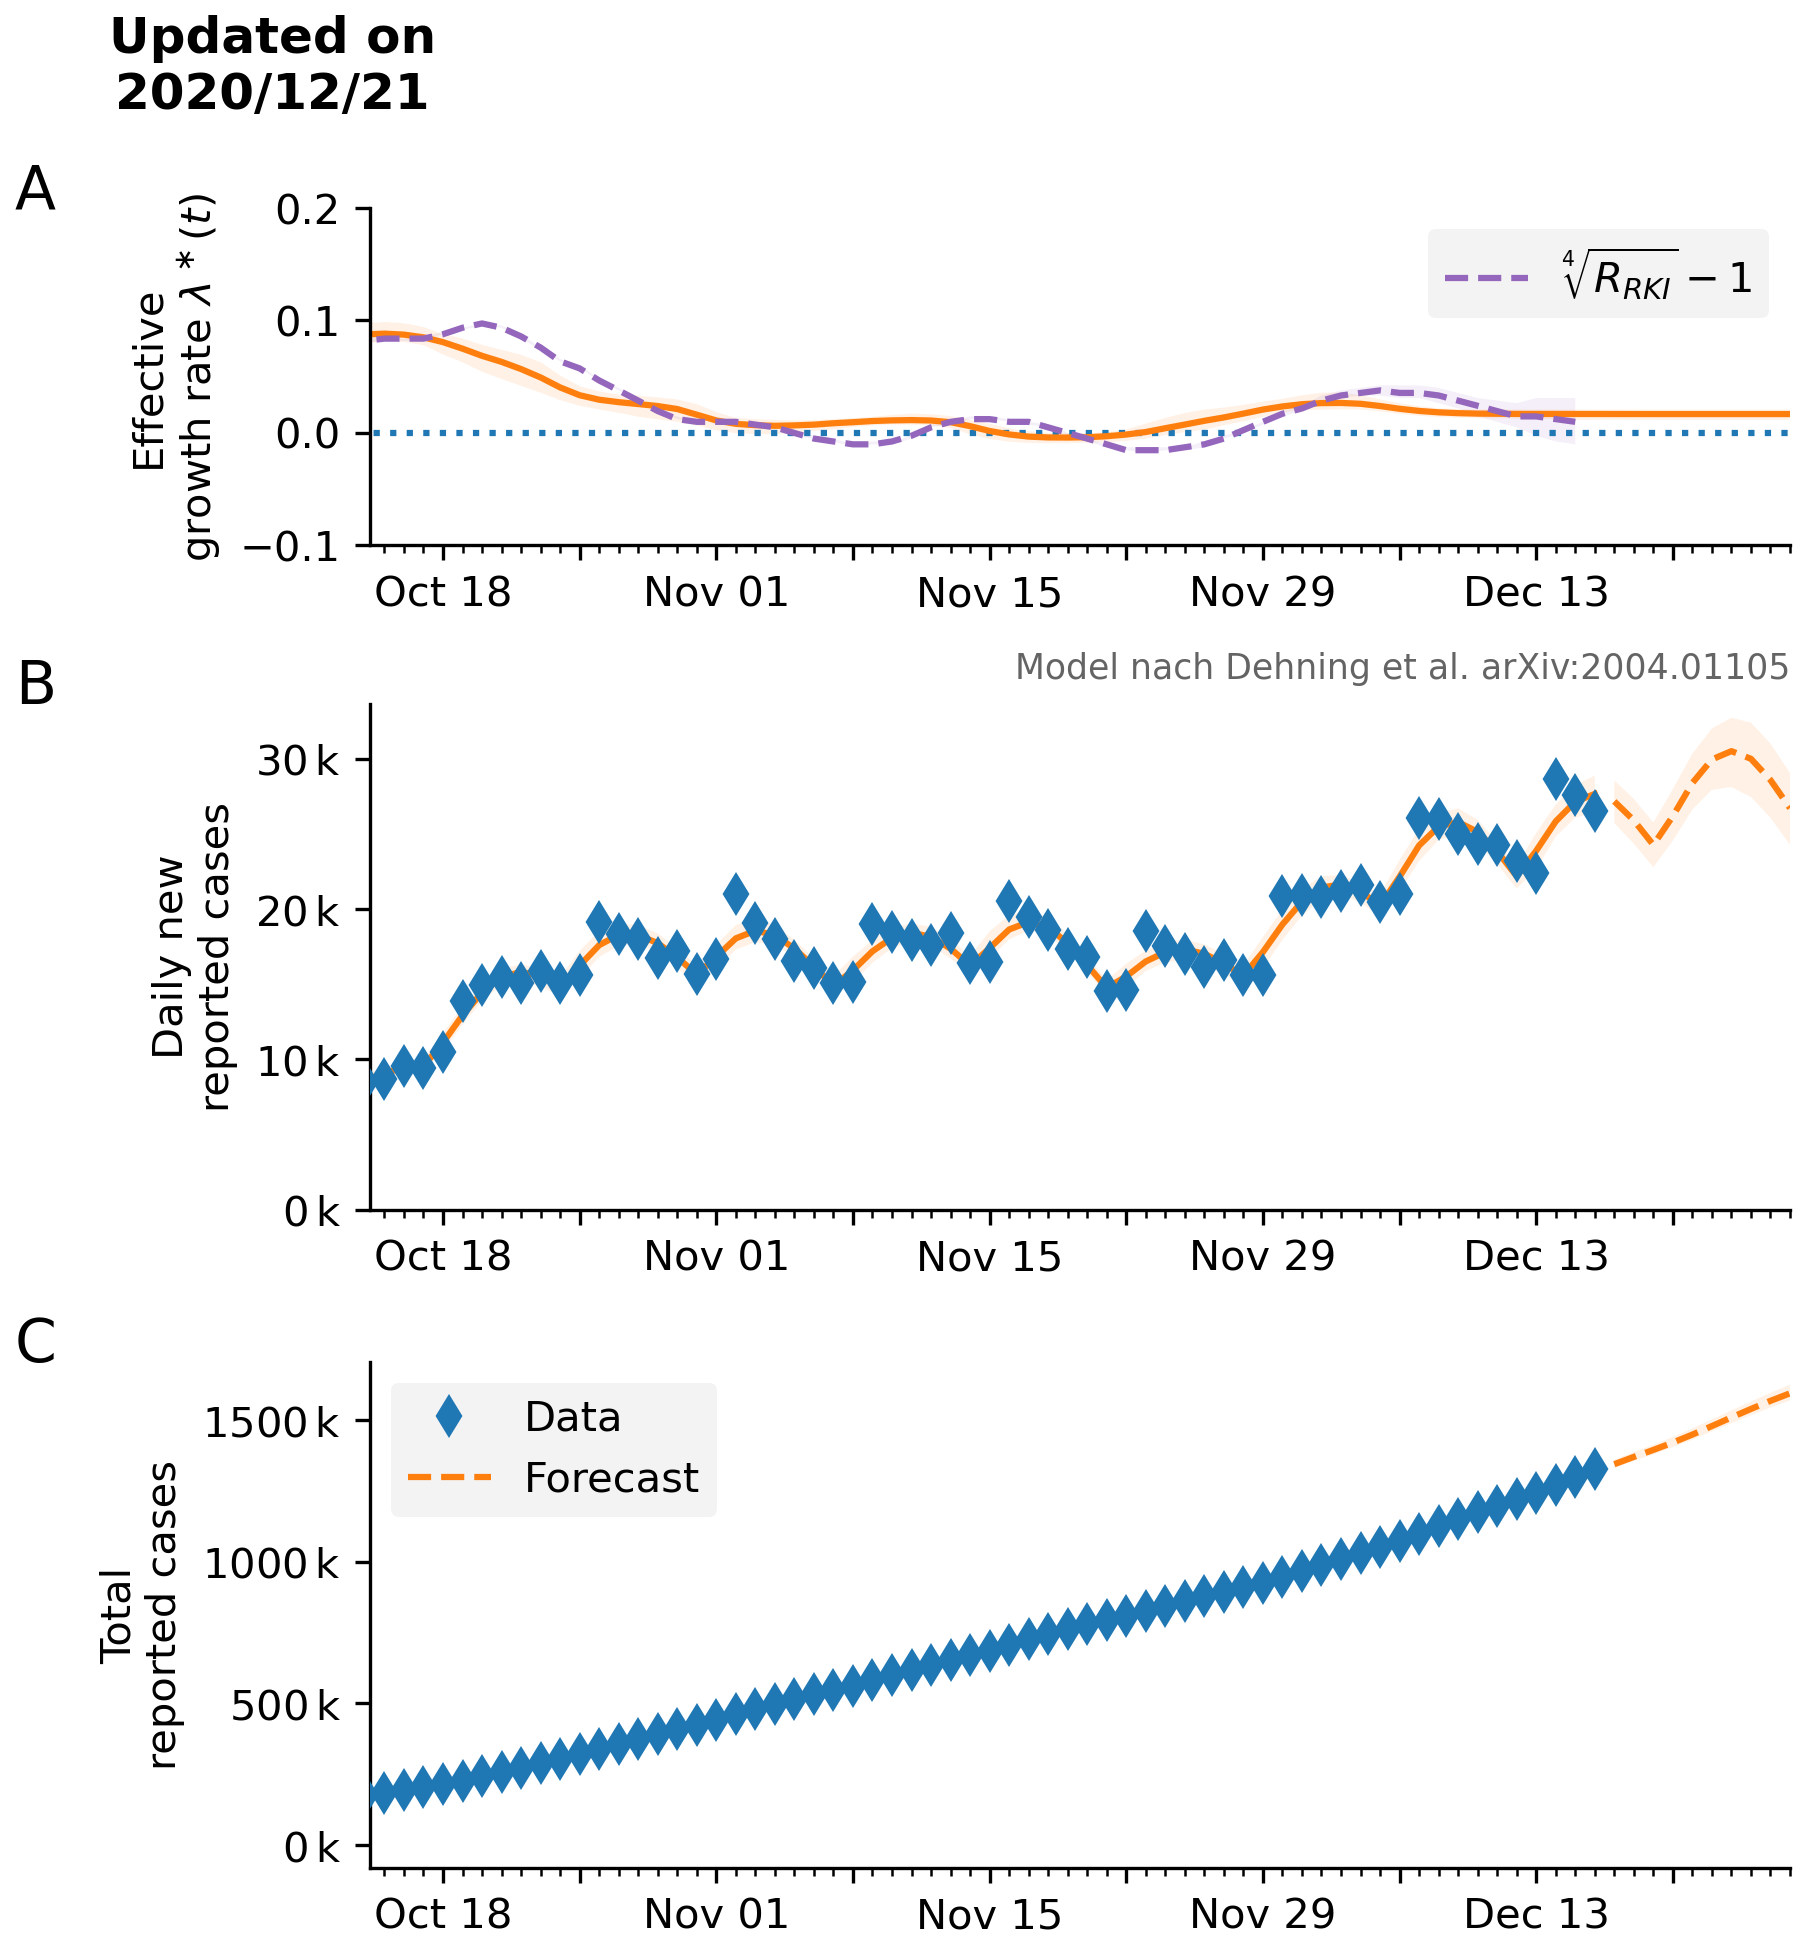 Updated on
2020/12/21
A
Effective
growth rate λ * (t)
0.2
0.1
0.0
−0.1
∜R_RKI − 1
Oct 18 Nov 01 Nov 15 Nov 29 Dec 13
B
Model nach Dehning et al. arXiv:2004.01105
Daily new
reported cases
30 k
20 k
10 k
0 k
Oct 18 Nov 01 Nov 15 Nov 29 Dec 13
C
Total
reported cases
1500 k
1000 k
500 k
0 k
Data
Forecast
Oct 18 Nov 01 Nov 15 Nov 29 Dec 13